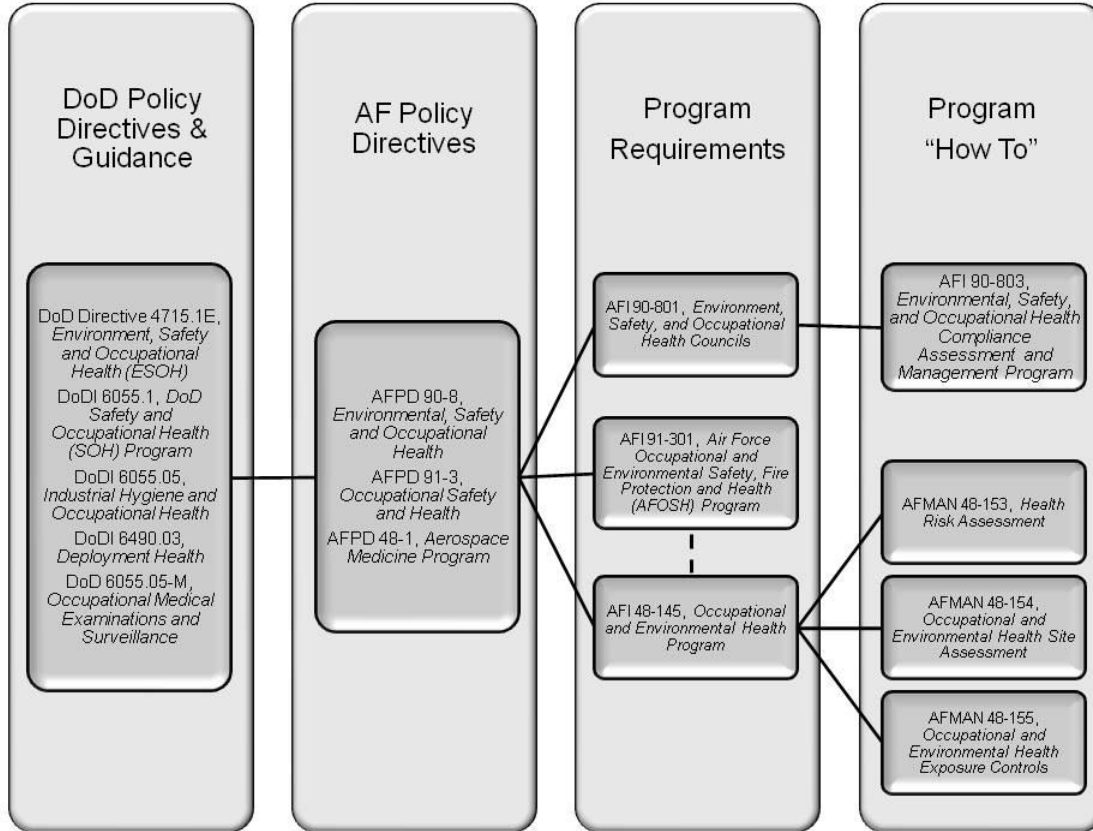 DoD Policy
Directives &
Guidance
DoD Directive 4715.1E,
Environment, Safety
and Occupational
Health (ESOH)
DoDI 6055.1, DoD
Safety and
Occupational Health
(SOH) Program
DoDI 6055.05,
Industrial Hygiene and
Occupational Health
DoDI 6490.03,
Deployment Health
DoD 6055.05-M,
Occupational Medical
Examinations and
Surveillance
AF Policy
Directives
AFPD 90-8,
Environmental, Safety
and Occupational
Health
AFPD 91-3,
Occupational Safety
and Health
AFPD 48-1, Aerospace
Medicine Program
Program
Requirements
AFI 90-801, Environment,
Safety, and Occupational
Health Councils
AFI 91-301, Air Force
Occupational and
Environmental Safety, Fire
Protection and Health
(AFOSH) Program
AFI 48-145, Occupational
and Environmental Health
Program
Program
“How To”
AFI 90-803,
Environmental, Safety,
and Occupational Health
Compliance
Assessment and
Management Program
AFMAN 48-153, Health
Risk Assessment
AFMAN 48-154,
Occupational and
Environmental Health Site
Assessment
AFMAN 48-155,
Occupational and
Environmental Health
Exposure Controls